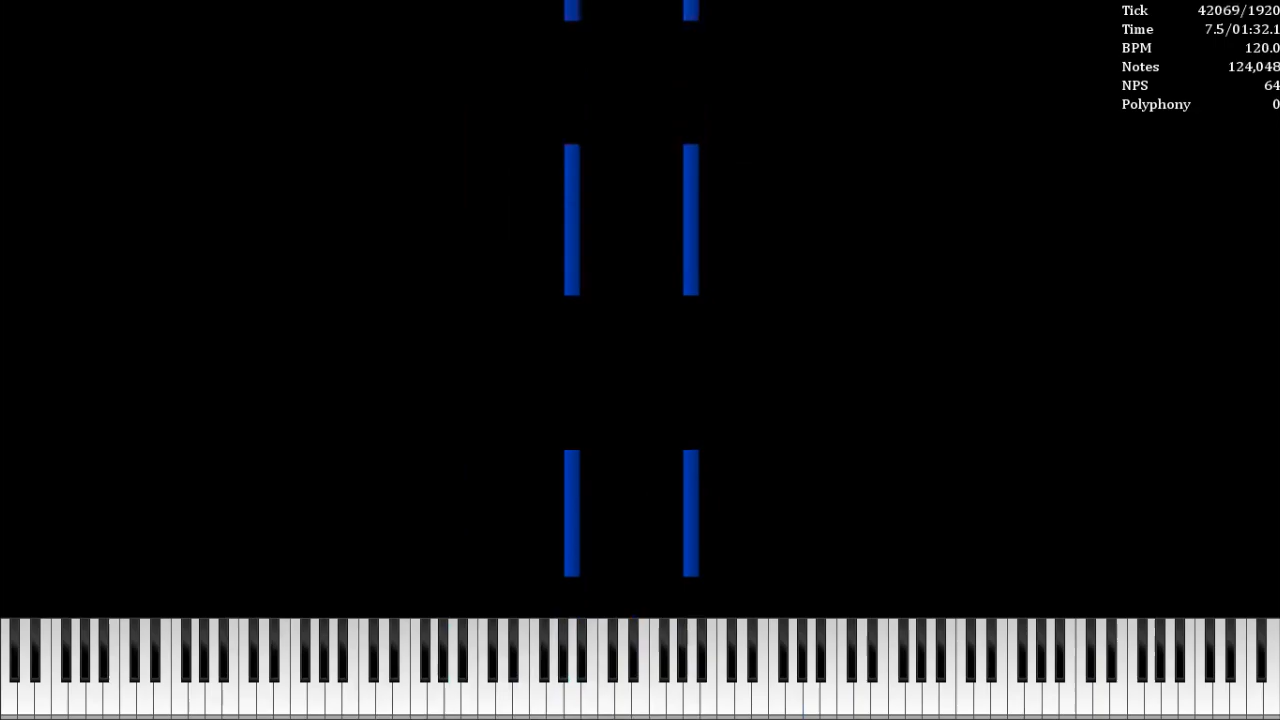 Tick 42069/1920
Time 7.5/01:32.1
BPM 120.0
Notes 124,048
NPS 64
Polyphony 0